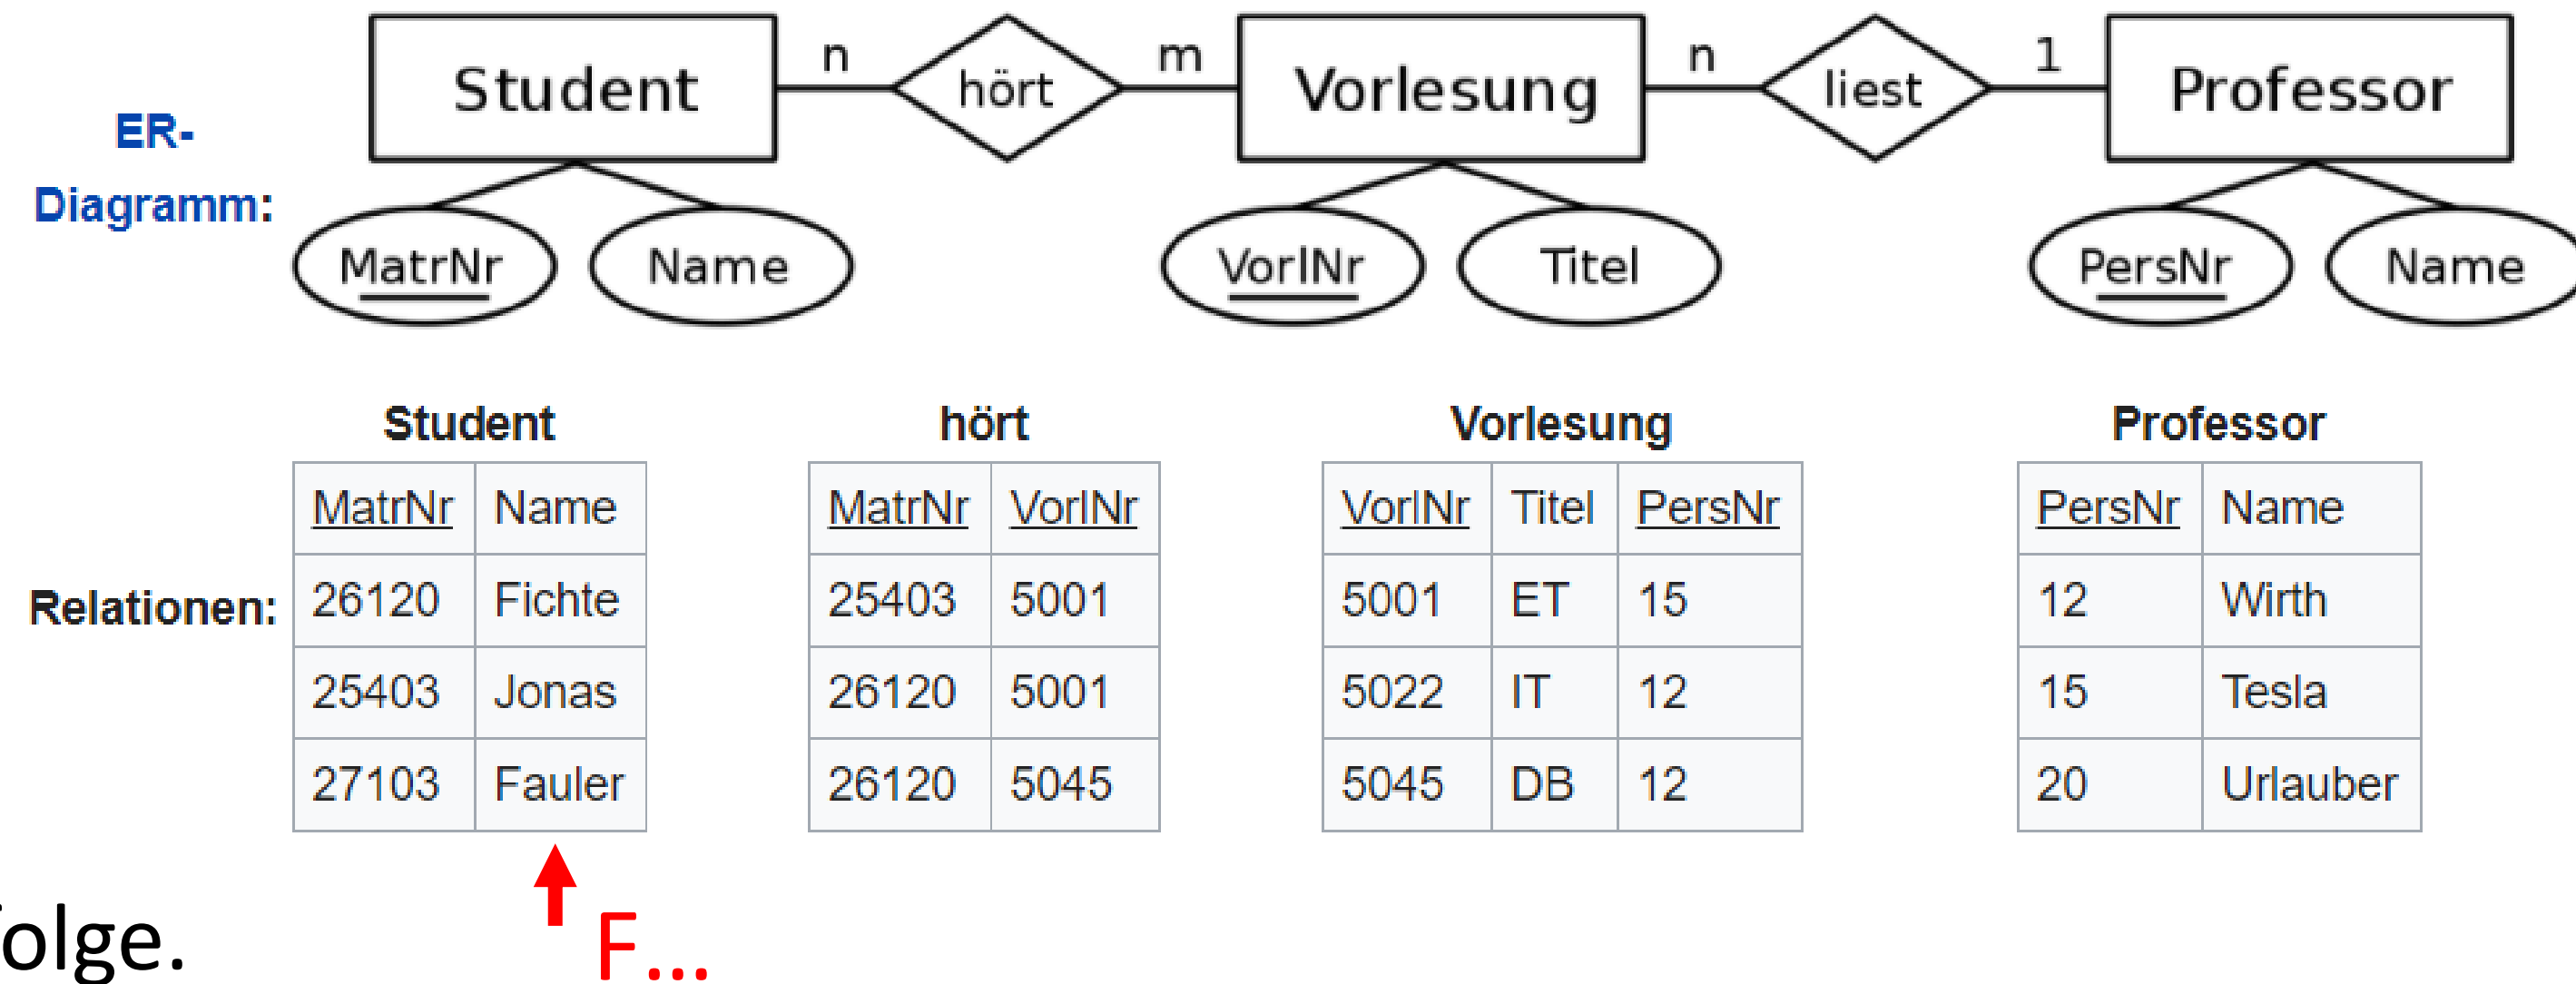 Student n hört m Vorlesung n liest 1 Professor
ER-
Diagramm:
MatrNr Name VorlNr Titel PersNr Name
Student hört Vorlesung Professor
MatrNr Name MatrNr VorlNr VorlNr Titel PersNr PersNr Name
Relationen: 26120 Fichte 25403 5001 5001 ET 15 12 Wirth
25403 Jonas 26120 5001 5022 IT 12 15 Tesla
27103 Fauler 26120 5045 5045 DB 12 20 Urlauber
olge.
F...